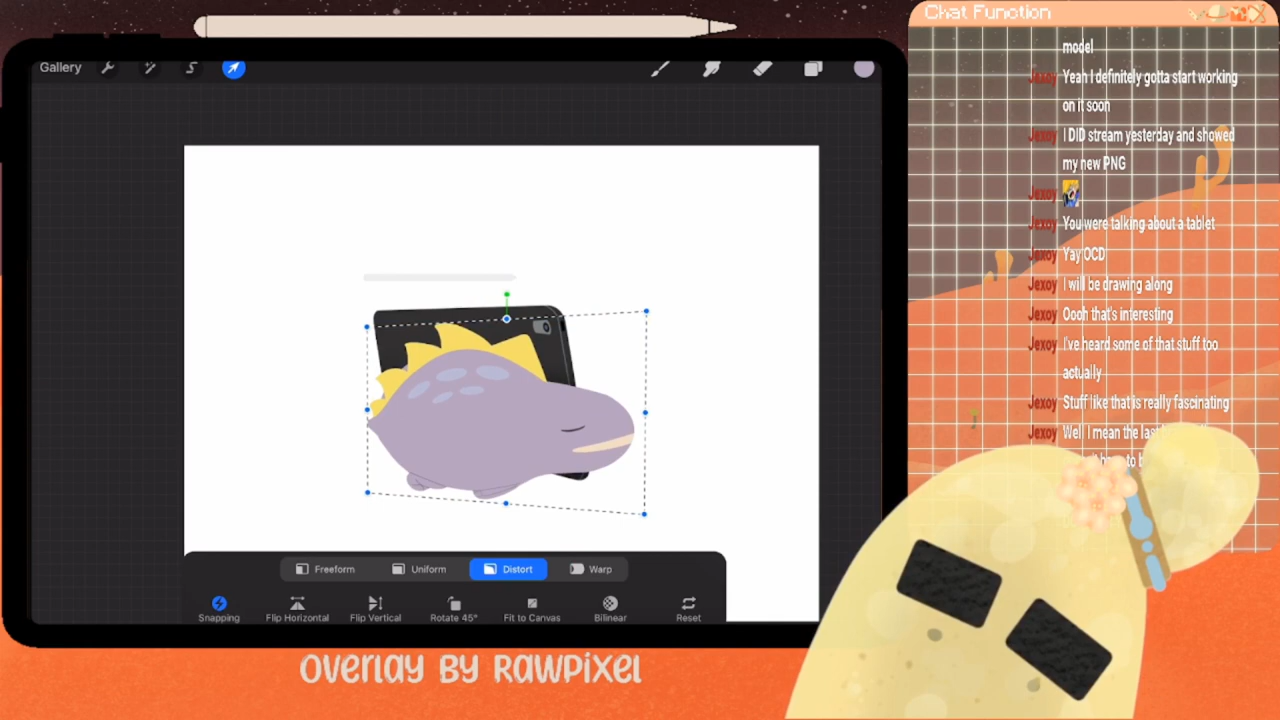 Chat Function
Gallery
model
Jexoy Yeah I definitely gotta start working
on it soon
Jexoy I DID stream yesterday and showed
my new PNG
Jexoy
Jexoy You were talking about a tablet
Jexoy Yay OCD
Jexoy I will be drawing along
Jexoy Oooh that's interesting
Jexoy I've heard some of that stuff too
actually
Jexoy Stuff like that is really fascinating
Jexoy Well I mean the
to b
Freeform Uniform Distort Warp
Snapping Flip Horizontal Flip Vertical Rotate 45° Fit to Canvas Bilinear Reset
Overlay by Rawpixel